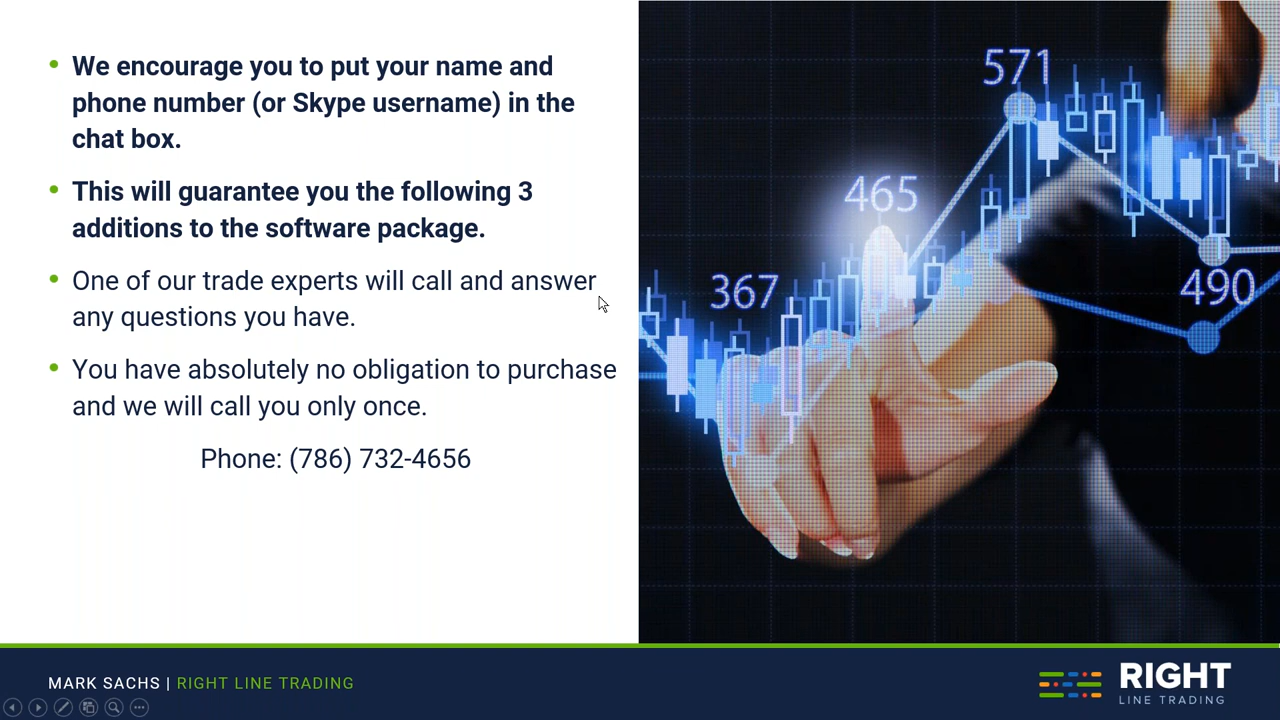 We encourage you to put your name and
phone number (or Skype username) in the
chat box.
This will guarantee you the following 3
additions to the software package.
One of our trade experts will call and answer
any questions you have.
You have absolutely no obligation to purchase
and we will call you only once.
Phone: (786) 732-4656
571
465
367
490
MARK SACHS | RIGHT LINE TRADING
RIGHT
LINE TRADING